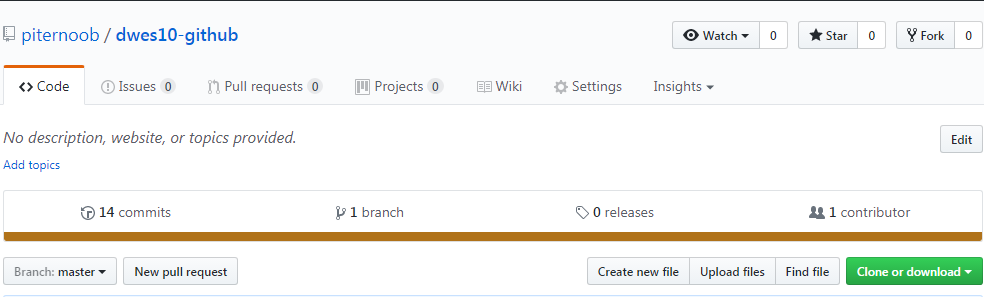 piternoob / dwes10-github Watch 0 Star 0 Fork 0
Code Issues 0 Pull requests 0 Projects 0 Wiki Settings Insights
No description, website, or topics provided. Edit
Add topics
14 commits 1 branch 0 releases 1 contributor
Branch: master New pull request Create new file Upload files Find file Clone or download